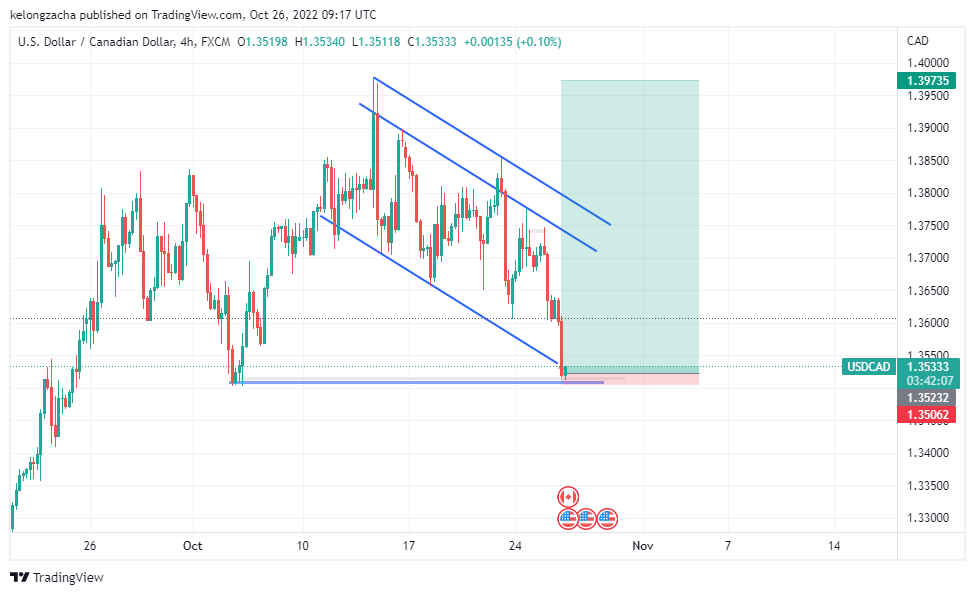 kelongzacha published on TradingView.com, Oct 26, 2022 09:17 UTC
U.S. Dollar / Canadian Dollar, 4h, FXCM O1.35198 H1.35340 L1.35118 C1.35333 +0.00135 (+0.10%)
CAD
1.40000
1.39735
1.39500
1.39000
1.38500
1.38000
1.37500
1.37000
1.36500
1.36000
1.35500
USDCAD 1.35333
03:42:07
1.35232
1.35062
1.34000
1.33500
1.33000
26 Oct 10 17 24 Nov 7 14
TradingView